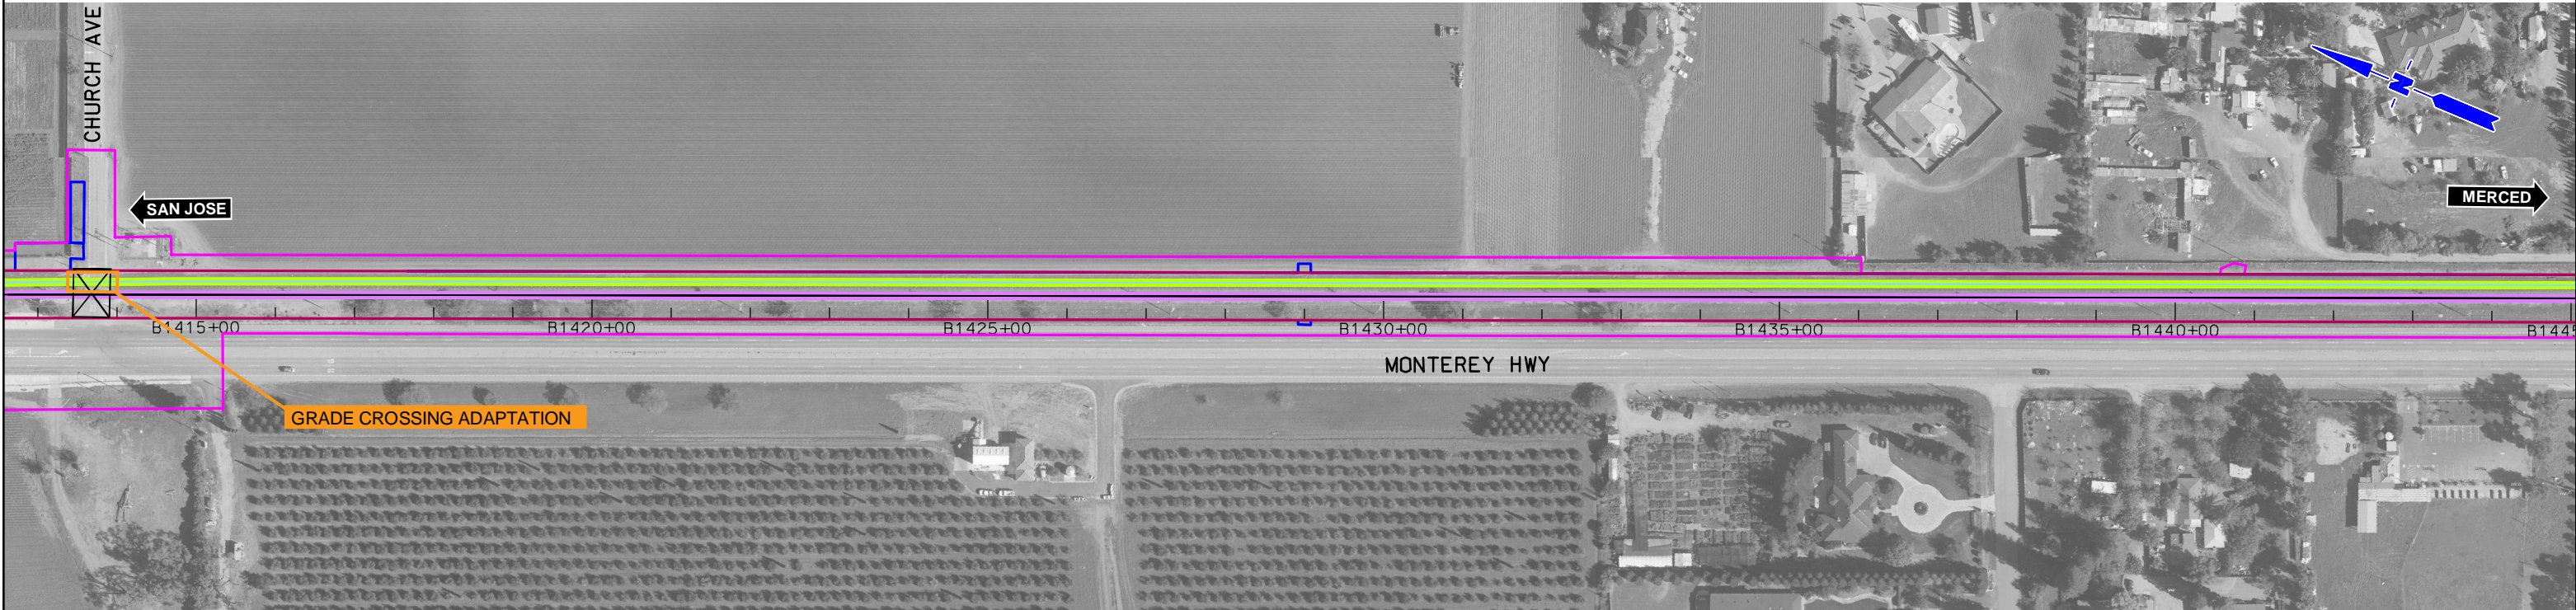 CHURCH AVE
N
SAN JOSE
MERCED
B1415+00
B1420+00
B1425+00
B1430+00
B1435+00
B1440+00
B1445
MONTEREY HWY
GRADE CROSSING ADAPTATION